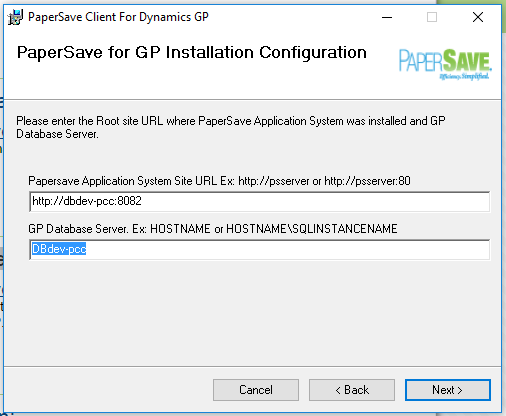 PaperSave Client For Dynamics GP
PaperSave for GP Installation Configuration
PAPERSAVE.
Efficiency. Simplified.
Please enter the Root site URL where PaperSave Application System was installed and GP
Database Server.
Papersave Application System Site URL Ex: http://psserver or http://psserver:80
http://dbdev-pcc:8082
GP Database Server. Ex: HOSTNAME or HOSTNAME\SQLINSTANCENAME
DBdev-pcc
Cancel
< Back
Next >